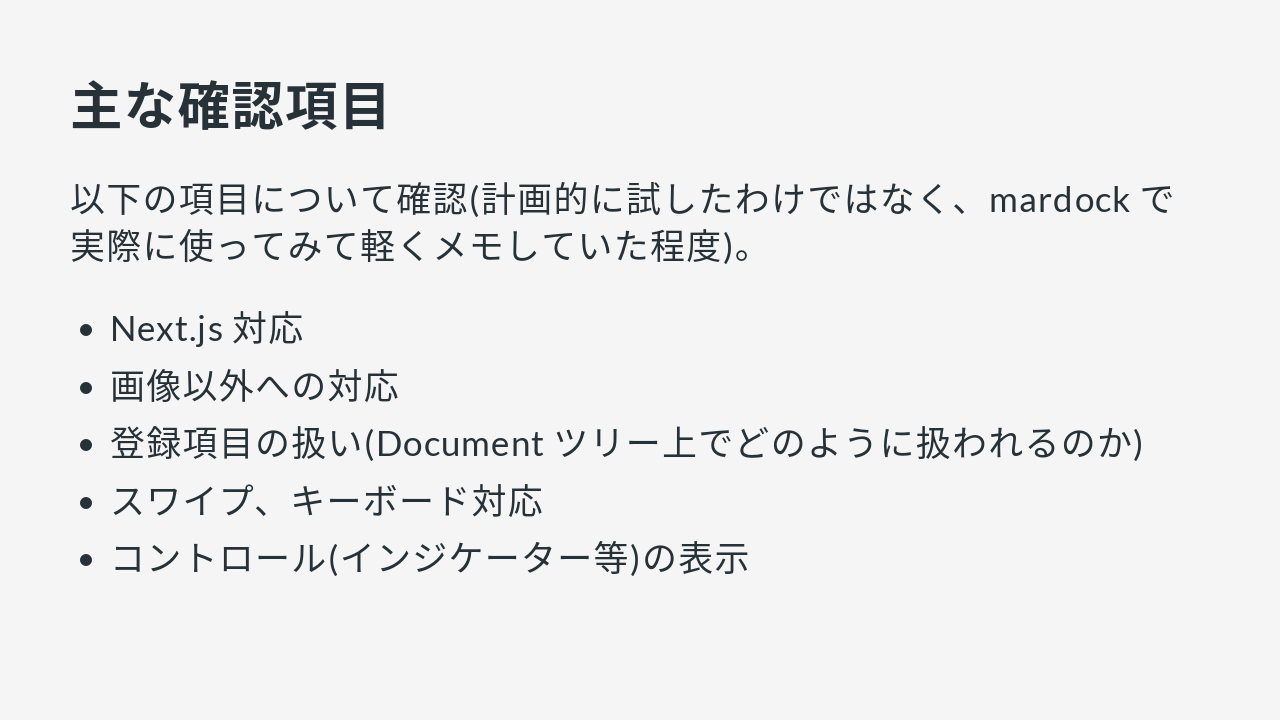 主な確認項目
以下の項目について確認(計画的に試したわけではなく、mardock で
実際に使ってみて軽くメモしていた程度)。
• Next.js 対応
• 画像以外への対応
• 登録項目の扱い(Document ツリー上でどのように扱われるのか)
• スワイプ、キーボード対応
• コントロール(インジケーター等)の表示